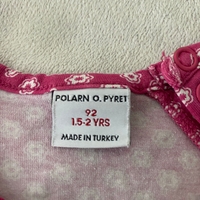 POLARN O. PYRET
92
1.5-2 YRS
MADE IN TURKEY